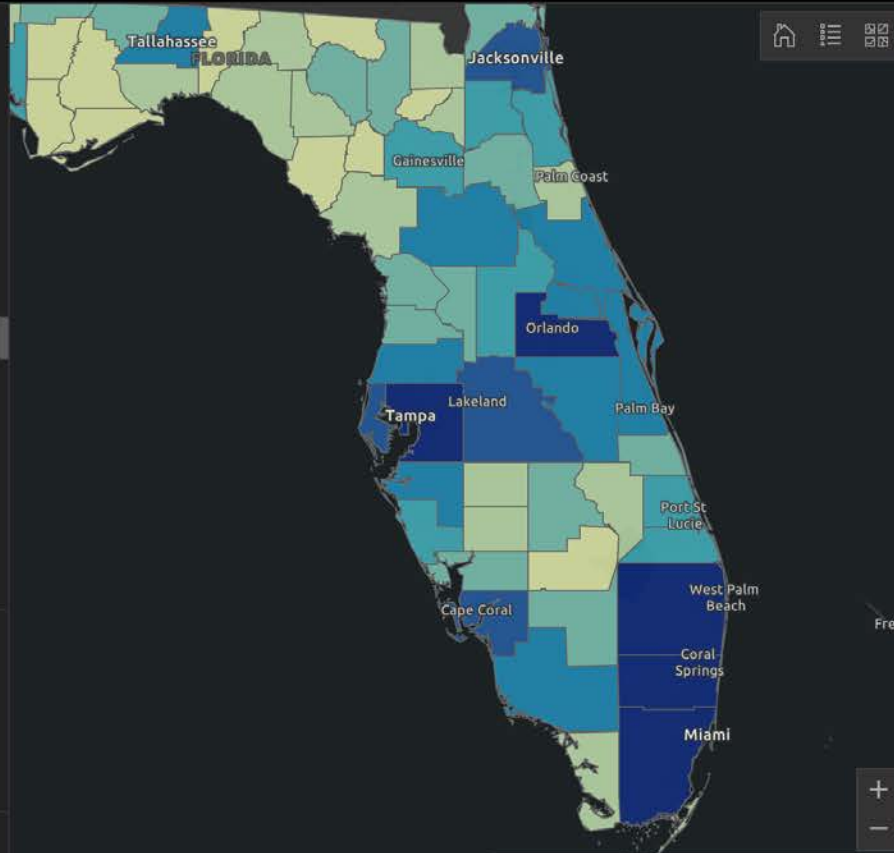 Tallahassee
FLORIDA
Jacksonville
Gainesville
Palm Coast
Orlando
Lakeland
Tampa
Palm Bay
Port St
Lucie
West Palm
Beach
Cape Coral
Fre
Coral
Springs
Miami
+
−